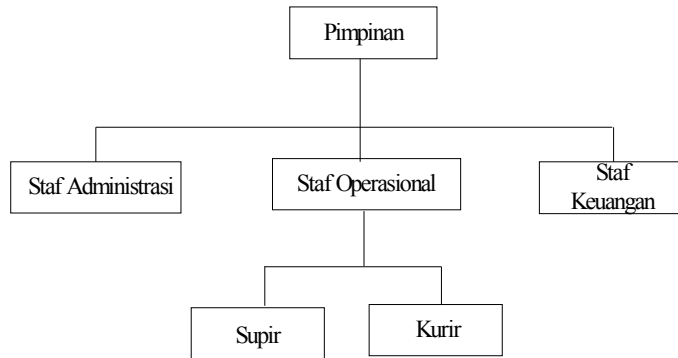 Pimpinan
Staf Administrasi
Staf Operasional
Staf
Keuangan
Supir
Kurir